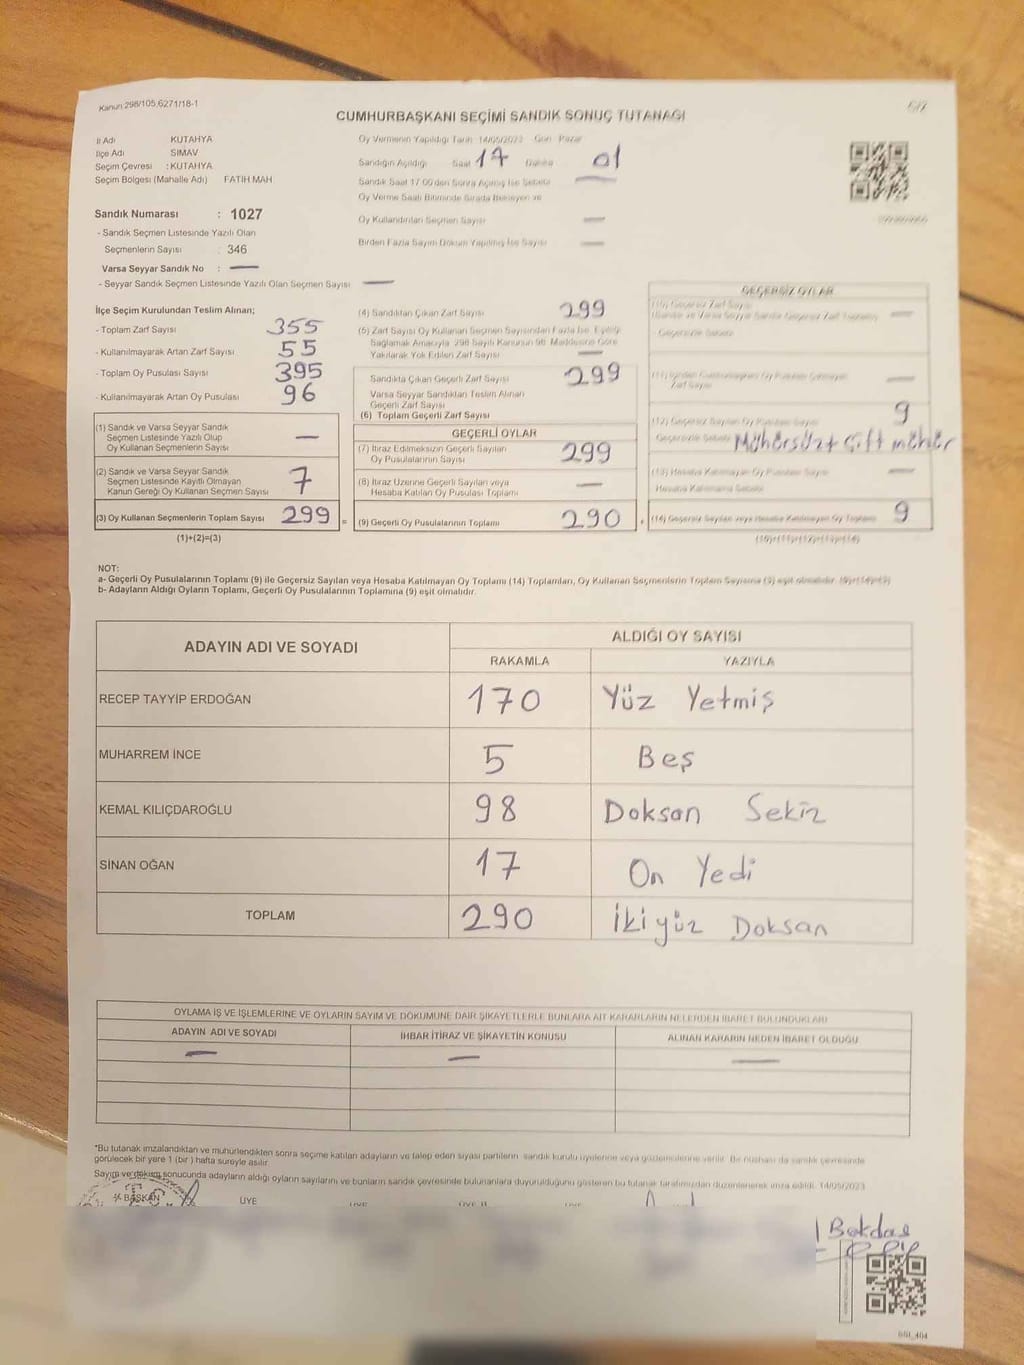 Kanun 298/105,6271/18-1
CUMHURBAŞKANI SEÇİMİ SANDIK SONUÇ TUTANAĞI
İl Adı KUTAHYA
İlçe Adı SIMAV
Seçim Çevresi : KUTAHYA
Seçim Bölgesi (Mahalle Adı) FATIH MAH
Oy Vermenin Yapıldığı Tarih 14/05/2023 Gün Pazar
Sandığın Açıldığı Saat 17 Dakika 01
Sandık Saat 17 00'den Sonra Açılmış İse Sebebi —
Oy Verme Saati Bitiminde Sırada Bekleyen ve
Oy Kullandırılan Seçmen Sayısı —
Birden Fazla Sayım Döküm Yapılmış İse Sayısı —
Sandık Numarası : 1027
- Sandık Seçmen Listesinde Yazılı Olan
Seçmenlerin Sayısı : 346
Varsa Seyyar Sandık No : —
- Seyyar Sandık Seçmen Listesinde Yazılı Olan Seçmen Sayısı —
İlçe Seçim Kurulundan Teslim Alınan;
- Toplam Zarf Sayısı 355
- Kullanılmayarak Artan Zarf Sayısı 55
- Toplam Oy Pusulası Sayısı 395
- Kullanılmayarak Artan Oy Pusulası 96
(1) Sandık ve Varsa Seyyar Sandık
Seçmen Listesinde Yazılı Olup
Oy Kullanan Seçmenlerin Sayısı —
(2) Sandık ve Varsa Seyyar Sandık
Seçmen Listesinde Kayıtlı Olmayan
Kanun Gereği Oy Kullanan Seçmen Sayısı 7
(3) Oy Kullanan Seçmenlerin Toplam Sayısı 299 =
(1)+(2)=(3)
(4) Sandıktan Çıkan Zarf Sayısı 299
(5) Zarf Sayısı Oy Kullanan Seçmen Sayısından Fazla İse, Eşitliği
Sağlamak Amacıyla 298 Sayılı Kanunun 98. Maddesine Göre
Yakılarak Yok Edilen Zarf Sayısı —
Sandıkta Çıkan Geçerli Zarf Sayısı 299
Varsa Seyyar Sandıktan Teslim Alınan
Geçerli Zarf Sayısı
(6) Toplam Geçerli Zarf Sayısı
GEÇERLİ OYLAR
(7) İtiraz Edilmeksizin Geçerli Sayılan
Oy Pusulalarının Sayısı 299
(8) İtiraz Üzerine Geçerli Sayılan veya
Hesaba Katılan Oy Pusulası Toplamı —
(9) Geçerli Oy Pusulalarının Toplamı 290
GEÇERSİZ OYLAR
(10) Geçersiz Zarf Sayısı
(Sandık ve Varsa Seyyar Sandık Geçersiz Zarf Toplamı) —
Geçersizlik Sebebi
Zarf Sayısı —
(12) Geçersiz Sayılan Oy Pusulası Sayısı 9
Geçersizlik Sebebi Mühürsüz Çift mühür
(13) Hesaba Katılmayan Oy Pusulası Sayısı —
Hesaba Katılmama Sebebi
(14) Geçersiz Sayılan veya Hesaba Katılmayan Oy Toplamı 9
(10)+(11)+(12)+(13)=(14)
NOT:
a- Geçerli Oy Pusulalarının Toplamı (9) ile Geçersiz Sayılan veya Hesaba Katılmayan Oy Toplamı (14) Toplamları, Oy Kullanan Seçmenlerin Toplam Sayısına (3) eşit olmalıdır. (9)+(14)=(3)
b- Adayların Aldığı Oyların Toplamı, Geçerli Oy Pusulalarının Toplamına (9) eşit olmalıdır.
ADAYIN ADI VE SOYADI ALDIĞI OY SAYISI
RAKAMLA YAZIYLA
RECEP TAYYİP ERDOĞAN 170 Yüz Yetmiş
MUHARREM İNCE 5 Beş
KEMAL KILIÇDAROĞLU 98 Doksan Sekiz
SİNAN OĞAN 17 On Yedi
TOPLAM 290 İkiyüz Doksan
OYLAMA İŞ VE İŞLEMLERİNE VE OYLARIN SAYIM VE DÖKÜMÜNE DAİR ŞİKAYETLERLE BUNLARA AİT KARARLARIN NELERDEN İBARET BULUNDUKLARI
ADAYIN ADI VE SOYADI İHBAR İTİRAZ VE ŞİKAYETİN KONUSU ALINAN KARARIN NEDEN İBARET OLDUĞU
— — —
*Bu tutanak imzalandıktan ve mühürlendikten sonra seçime katılan adayların ve talep eden siyasi partilerin sandık kurulu üyelerine veya gözlemcilerine verilir. Bir nüshası da sandık çevresinde
görülecek bir yere 1 (bir) hafta süreyle asılır.
Sayım ve döküm sonucunda adayların aldığı oyların sayılarını ve bunların sandık çevresinde bulunanlara duyurulduğunu gösteren bu tutanak tarafımızdan düzenlenerek imza edildi. 14/05/2023
BAŞKAN ÜYE